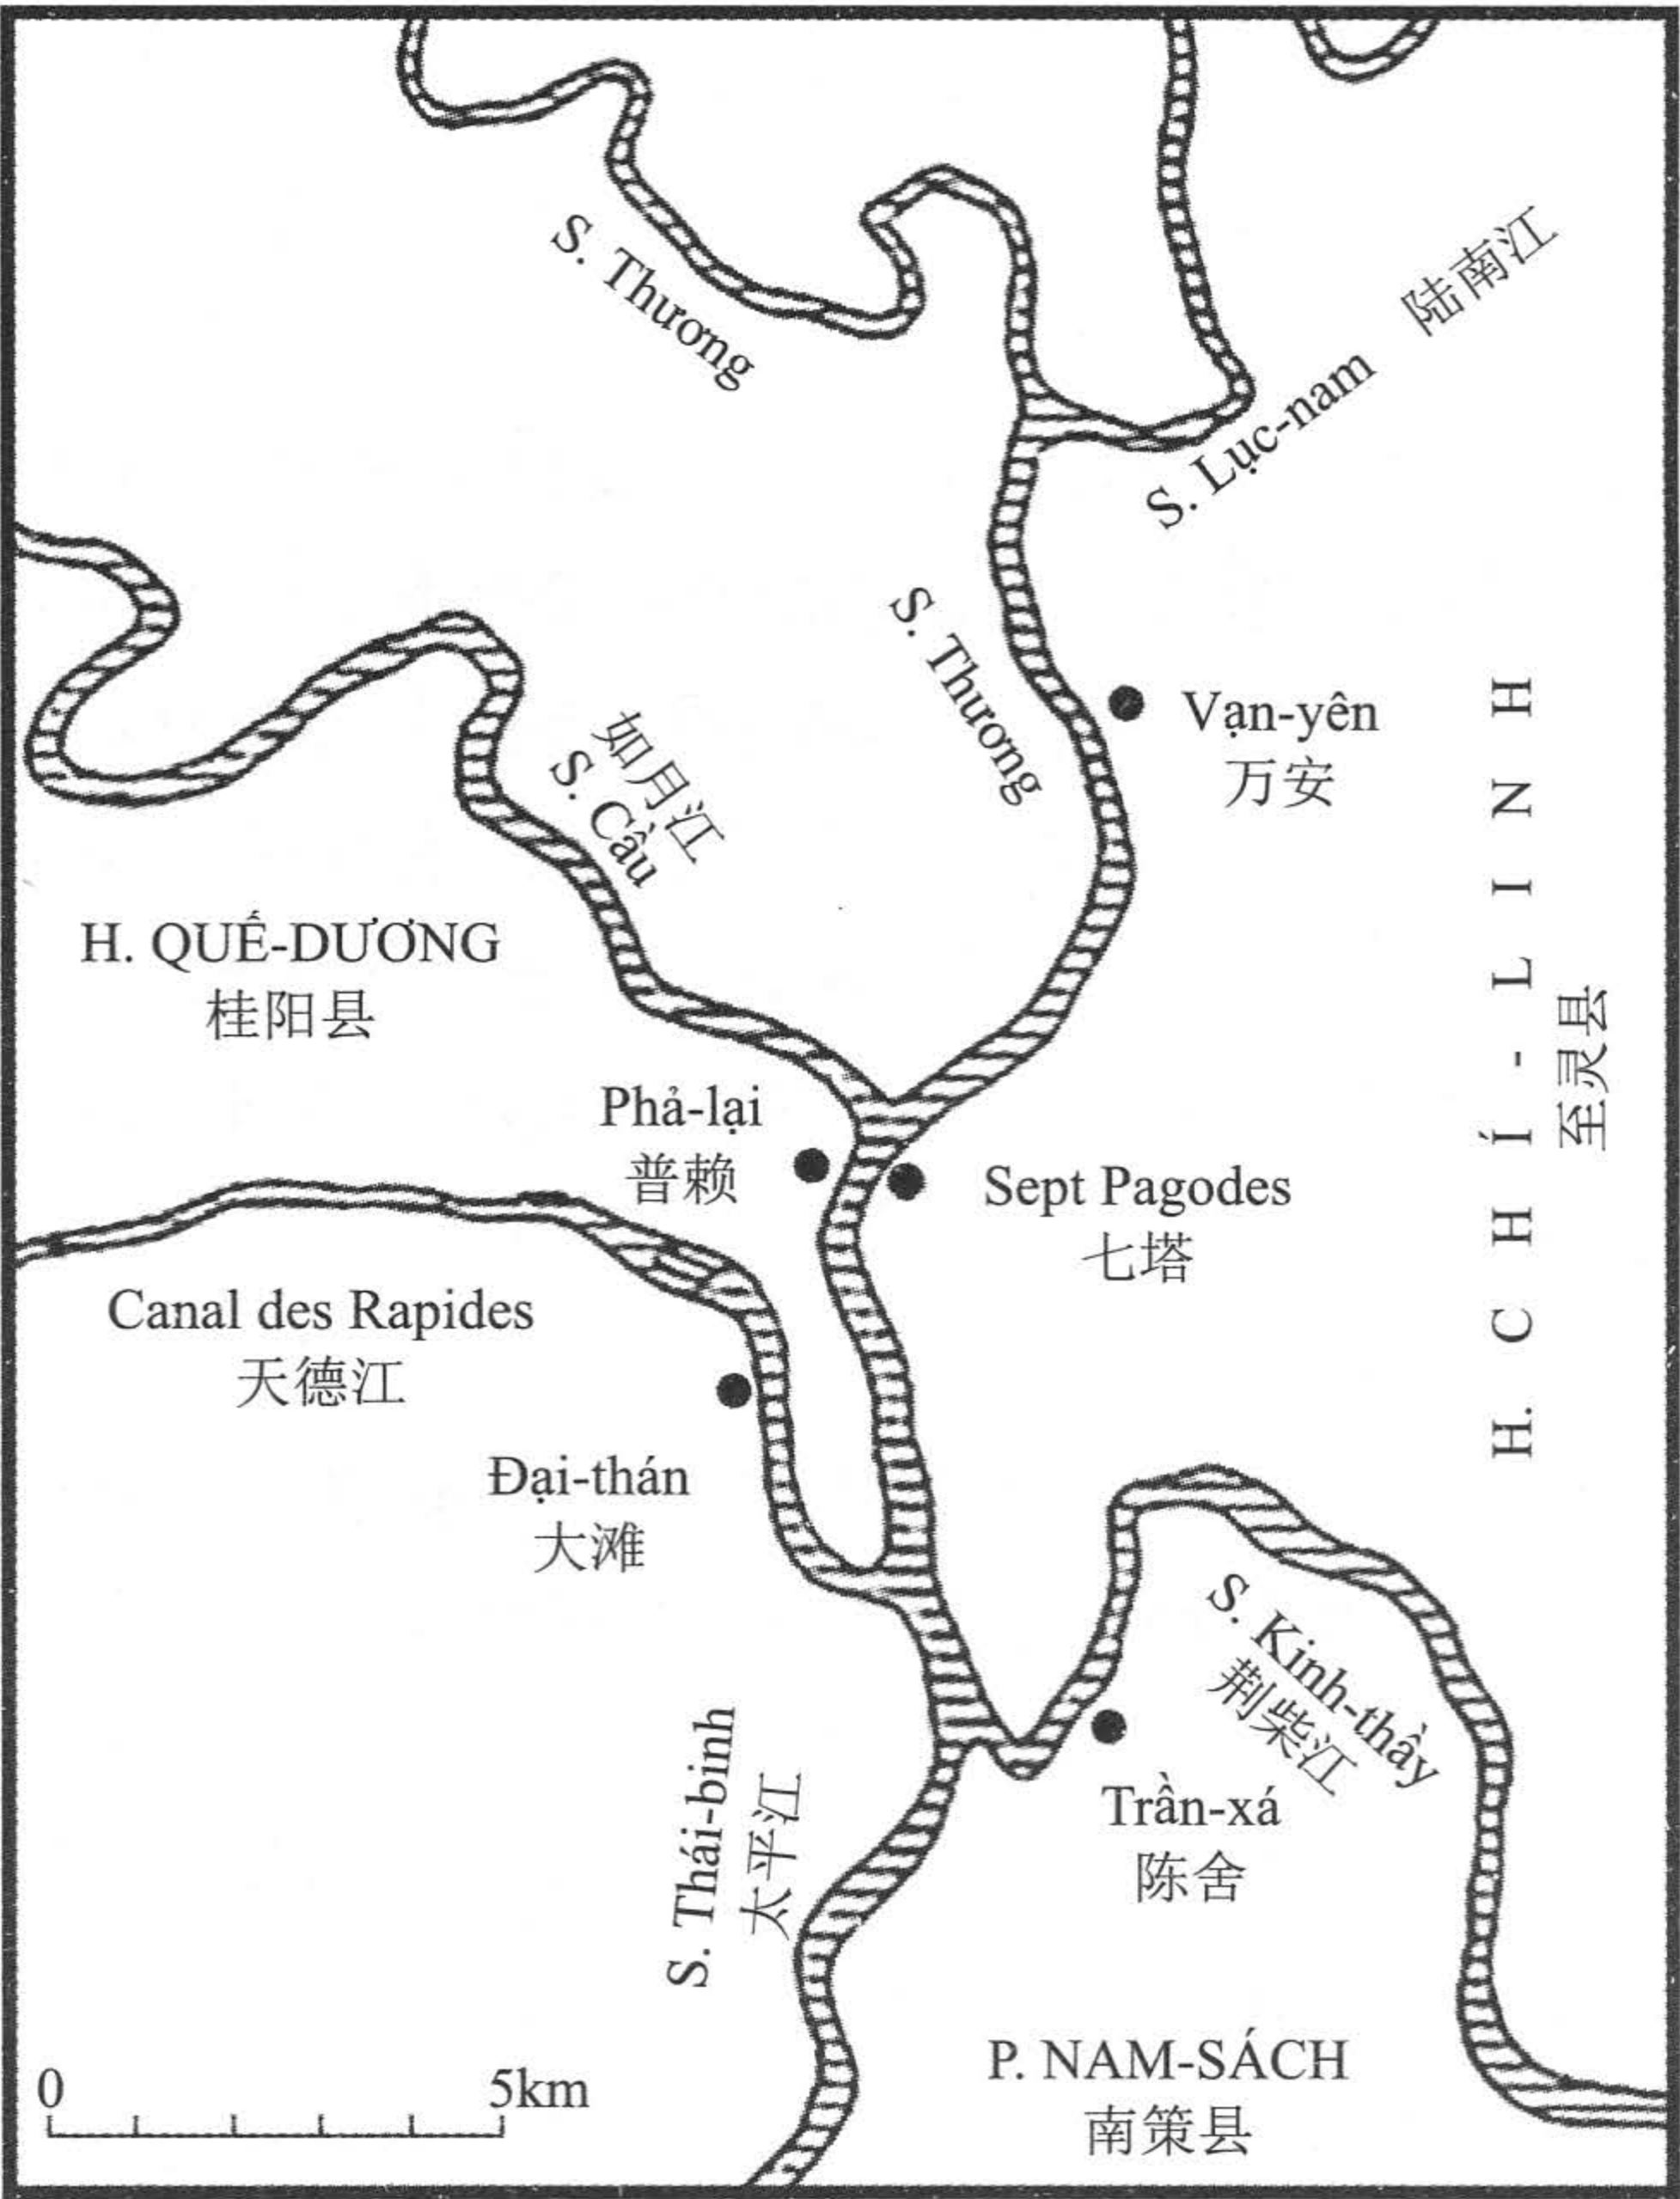 S. Thương
陆南江
S. Lục-nam
S. Thương
Vạn-yên
万安
如月江
S. Cầu
H. QUẾ-DƯƠNG
桂阳县
H. CHÍ-LINH
至灵县
Phả-lại
普赖
Sept Pagodes
七塔
Canal des Rapides
天德江
Đại-thán
大滩
S. Kinh-thầy
荆柴江
Trần-xá
陈舍
S. Thái-binh
太平江
P. NAM-SÁCH
南策县
0 5km